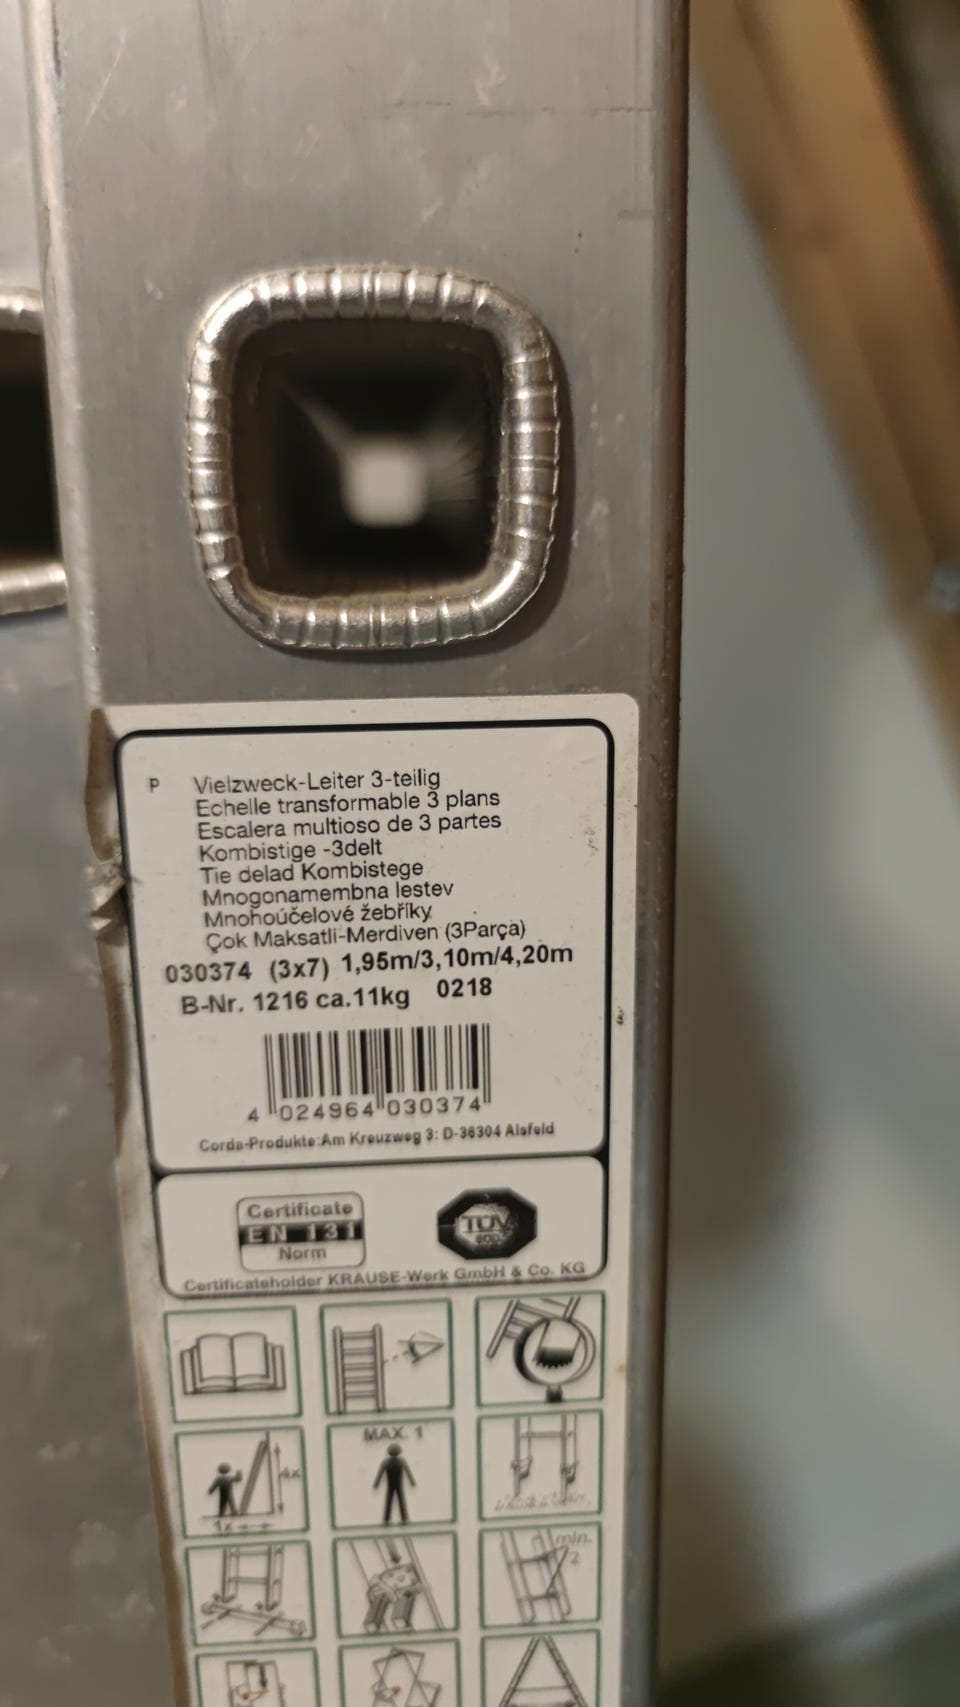 P Vielzweck-Leiter 3-teilig
Echelle transformable 3 plans
Escalera multioso de 3 partes
Kombistige -3delt
Tie delad Kombistege
Mnogonamembna lestev
Mnohoúčelové žebříky
Çok Maksatli-Merdiven (3Parça)
030374 (3x7) 1,95m/3,10m/4,20m
B-Nr. 1216 ca.11kg 0218
4 024964 030374
Corda-Produkte:Am Kreuzweg 3: D-36304 Alsfeld
Certificate
EN 131
Norm
TÜV
Certificateholder KRAUSE-Werk GmbH & Co. KG
4x
1x
MAX. 1
min.
2